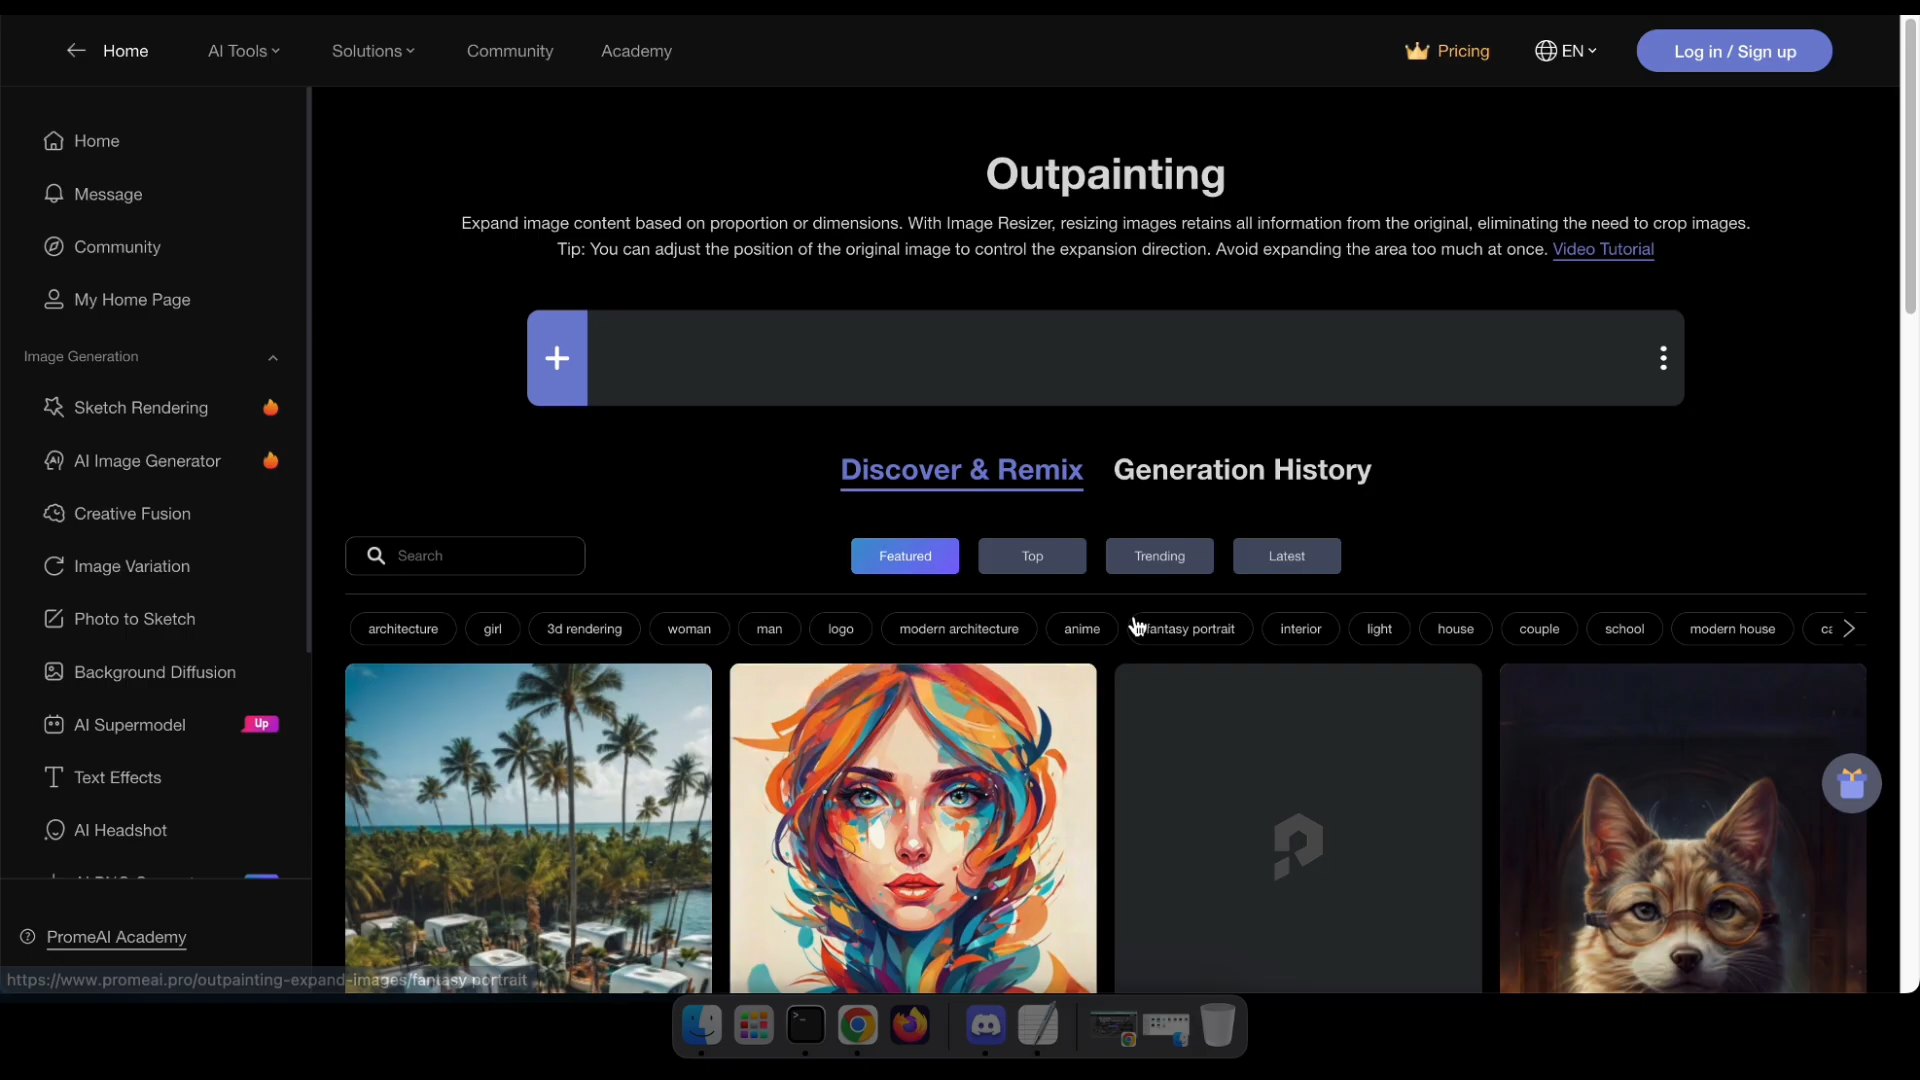 Home
AI Tools
Solutions
Community
Academy
Pricing
EN
Log in / Sign up
Home
Message
Community
My Home Page
Image Generation
Sketch Rendering
AI Image Generator
Creative Fusion
Image Variation
Photo to Sketch
Background Diffusion
AI Supermodel
Up
Text Effects
AI Headshot
PromeAI Academy
https://www.promeai.pro/outpainting-expand-images/fantasy portrait
Outpainting
Expand image content based on proportion or dimensions. With Image Resizer, resizing images retains all information from the original, eliminating the need to crop images.
Tip: You can adjust the position of the original image to control the expansion direction. Avoid expanding the area too much at once. Video Tutorial
Discover & Remix
Generation History
Search
Featured
Top
Trending
Latest
architecture
girl
3d rendering
woman
man
logo
modern architecture
anime
fantasy portrait
interior
light
house
couple
school
modern house